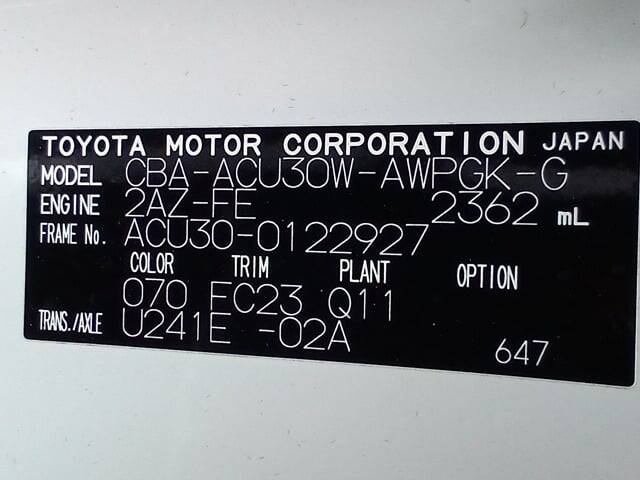 TOYOTA MOTOR CORPORATION JAPAN
MODEL CBA-ACU30W-AWPGK-G
ENGINE 2AZ-FE 2362 mL
FRAME No. ACU30-0122927
COLOR TRIM PLANT OPTION
070 FC23 Q11
TRANS./AXLE U241E -02A
647